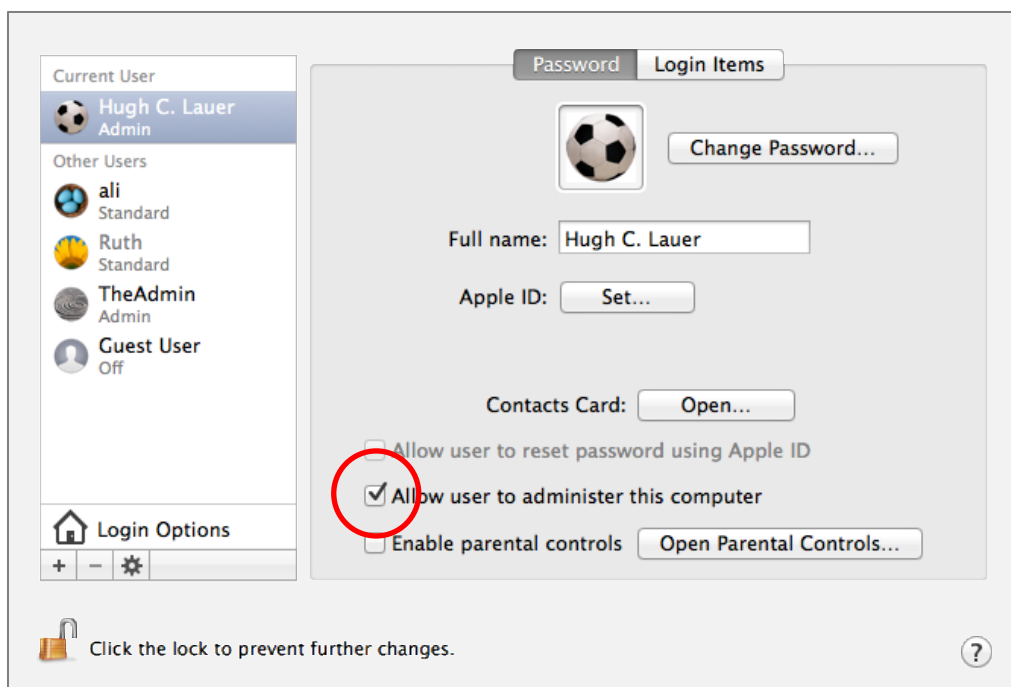 Current User
Hugh C. Lauer
Admin
Other Users
ali
Standard
Ruth
Standard
TheAdmin
Admin
Guest User
Off
Login Options
+ −
Password Login Items
Change Password...
Full name: Hugh C. Lauer
Apple ID: Set...
Contacts Card: Open...
Allow user to reset password using Apple ID
Allow user to administer this computer
Enable parental controls Open Parental Controls...
Click the lock to prevent further changes.
?